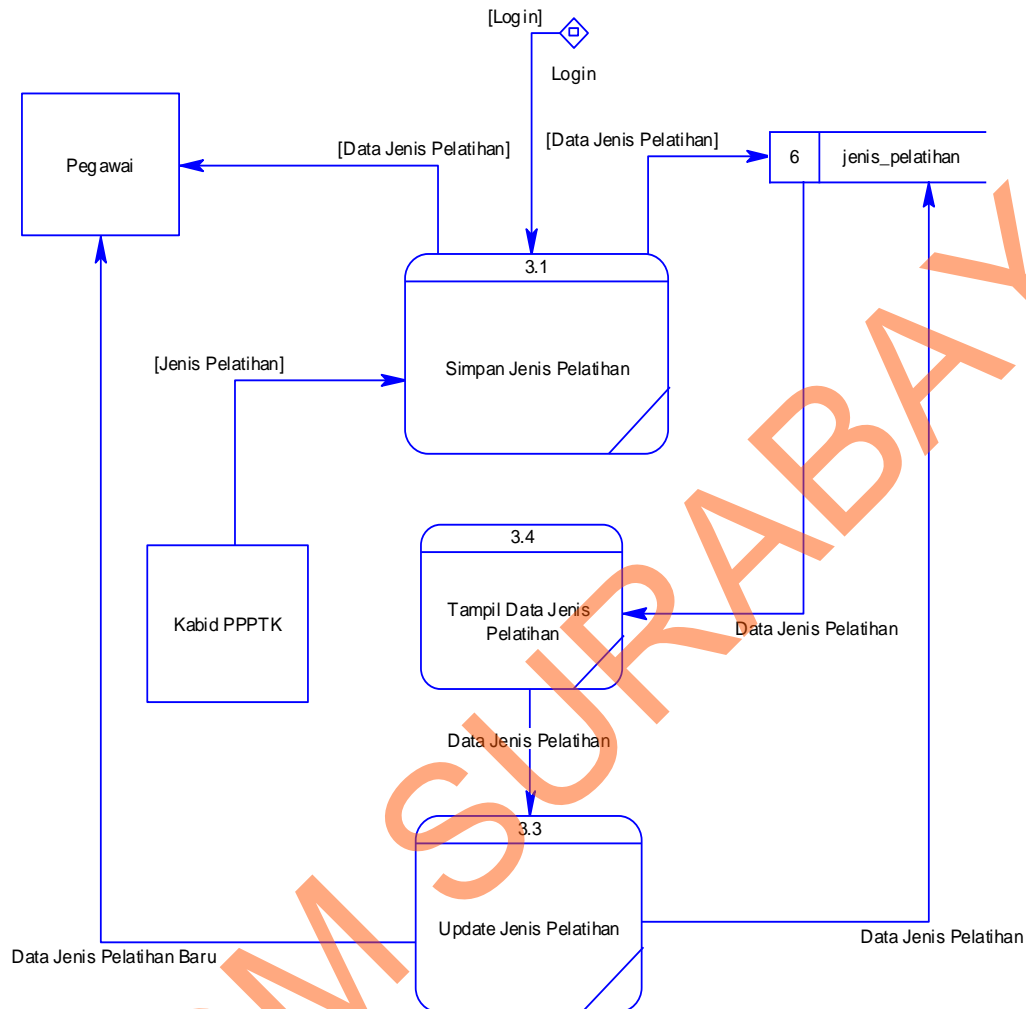 [Login]
Login
Pegawai
[Data Jenis Pelatihan]
[Data Jenis Pelatihan]
6
jenis_pelatihan
3.1
Simpan Jenis Pelatihan
[Jenis Pelatihan]
3.4
Tampil Data Jenis
Pelatihan
Kabid PPPTK
Data Jenis Pelatihan
Data Jenis Pelatihan
3.3
Update Jenis Pelatihan
Data Jenis Pelatihan
Data Jenis Pelatihan Baru
M SURABAY